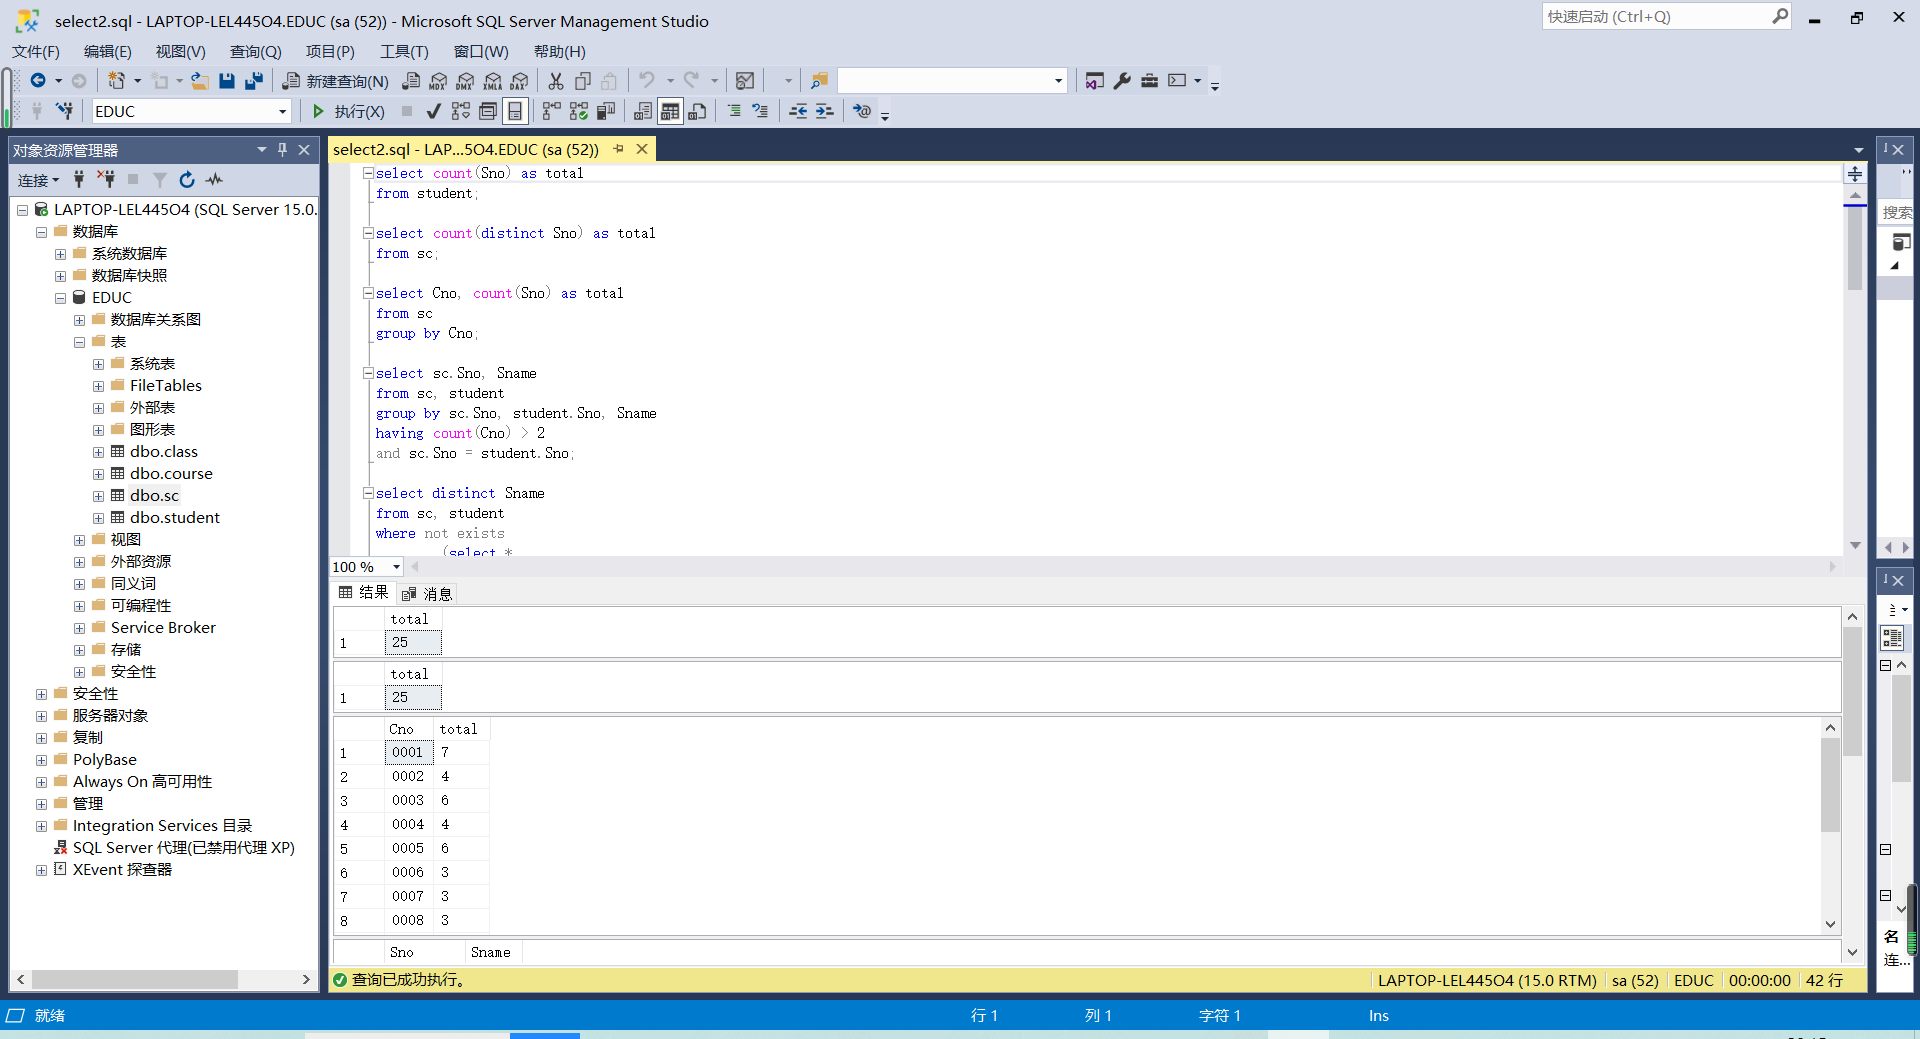 select2.sql - LAPTOP-LEL445O4.EDUC (sa (52)) - Microsoft SQL Server Management Studio
快速启动 (Ctrl+Q)
文件(F) 编辑(E) 视图(V) 查询(Q) 项目(P) 工具(T) 窗口(W) 帮助(H)
新建查询(N) MDX DMX XMLA DAX
EDUC 执行(X)
对象资源管理器
连接
LAPTOP-LEL445O4 (SQL Server 15.0.
数据库
系统数据库
数据库快照
EDUC
数据库关系图
表
系统表
FileTables
外部表
图形表
dbo.class
dbo.course
dbo.sc
dbo.student
视图
外部资源
同义词
可编程性
Service Broker
存储
安全性
安全性
服务器对象
复制
PolyBase
Always On 高可用性
管理
Integration Services 目录
SQL Server 代理(已禁用代理 XP)
XEvent 探查器
select2.sql - LAP...5O4.EDUC (sa (52))
select count(Sno) as total
from student;
select count(distinct Sno) as total
from sc;
select Cno, count(Sno) as total
from sc
group by Cno;
select sc.Sno, Sname
from sc, student
group by sc.Sno, student.Sno, Sname
having count(Cno) > 2
and sc.Sno = student.Sno;
select distinct Sname
from sc, student
where not exists
(select *
100 %
结果 消息
total
1 25
total
1 25
Cno total
1 0001 7
2 0002 4
3 0003 6
4 0004 4
5 0005 6
6 0006 3
7 0007 3
8 0008 3
Sno Sname
查询已成功执行。
LAPTOP-LEL445O4 (15.0 RTM) sa (52) EDUC 00:00:00 42 行
搜索
名
连...
就绪 行 1 列 1 字符 1 Ins